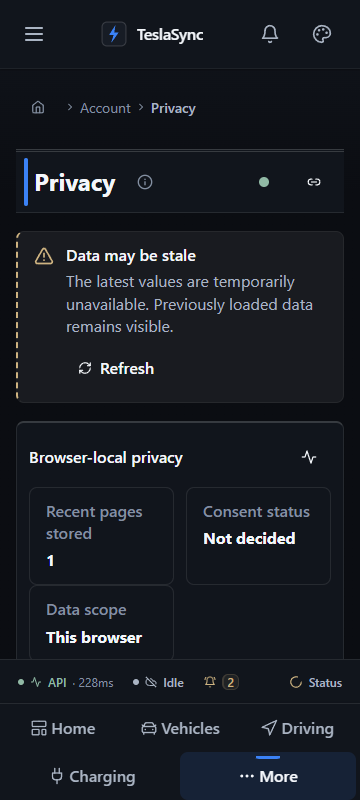 TeslaSync
Account
Privacy
Privacy
Data may be stale
The latest values are temporarily
unavailable. Previously loaded data
remains visible.
Refresh
Browser-local privacy
Recent pages
stored
1
Consent status
Not decided
Data scope
This browser
API · 228ms
Idle
2
Status
Home
Vehicles
Driving
Charging
More